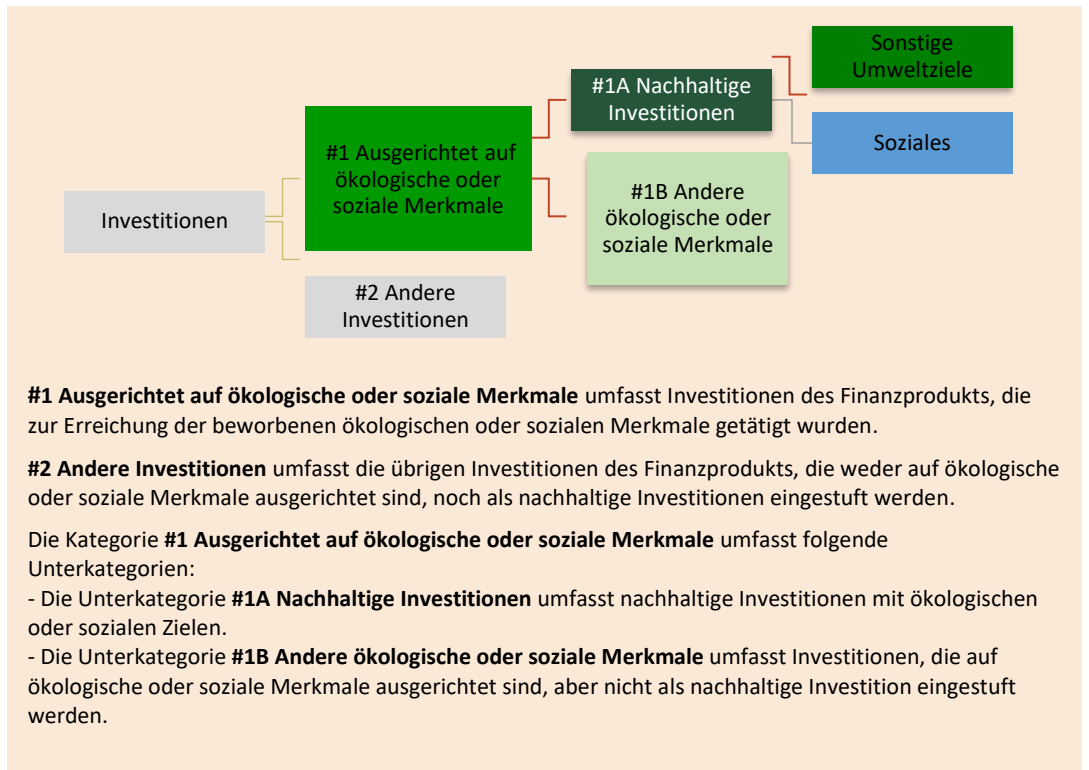 Sonstige
Umweltziele
#1A Nachhaltige
Investitionen
Soziales
#1 Ausgerichtet auf
ökologische oder
soziale Merkmale
#1B Andere
ökologische oder
soziale Merkmale
Investitionen
#2 Andere
Investitionen
#1 Ausgerichtet auf ökologische oder soziale Merkmale umfasst Investitionen des Finanzprodukts, die
zur Erreichung der beworbenen ökologischen oder sozialen Merkmale getätigt wurden.
#2 Andere Investitionen umfasst die übrigen Investitionen des Finanzprodukts, die weder auf ökologische
oder soziale Merkmale ausgerichtet sind, noch als nachhaltige Investitionen eingestuft werden.
Die Kategorie #1 Ausgerichtet auf ökologische oder soziale Merkmale umfasst folgende
Unterkategorien:
- Die Unterkategorie #1A Nachhaltige Investitionen umfasst nachhaltige Investitionen mit ökologischen
oder sozialen Zielen.
- Die Unterkategorie #1B Andere ökologische oder soziale Merkmale umfasst Investitionen, die auf
ökologische oder soziale Merkmale ausgerichtet sind, aber nicht als nachhaltige Investition eingestuft
werden.